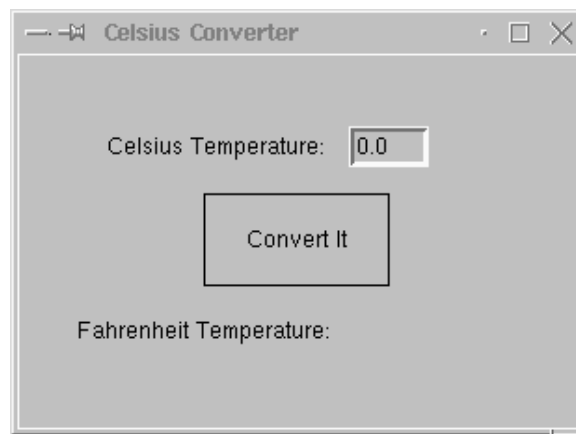 Celsius Converter
Celsius Temperature: 0.0
Convert It
Fahrenheit Temperature: